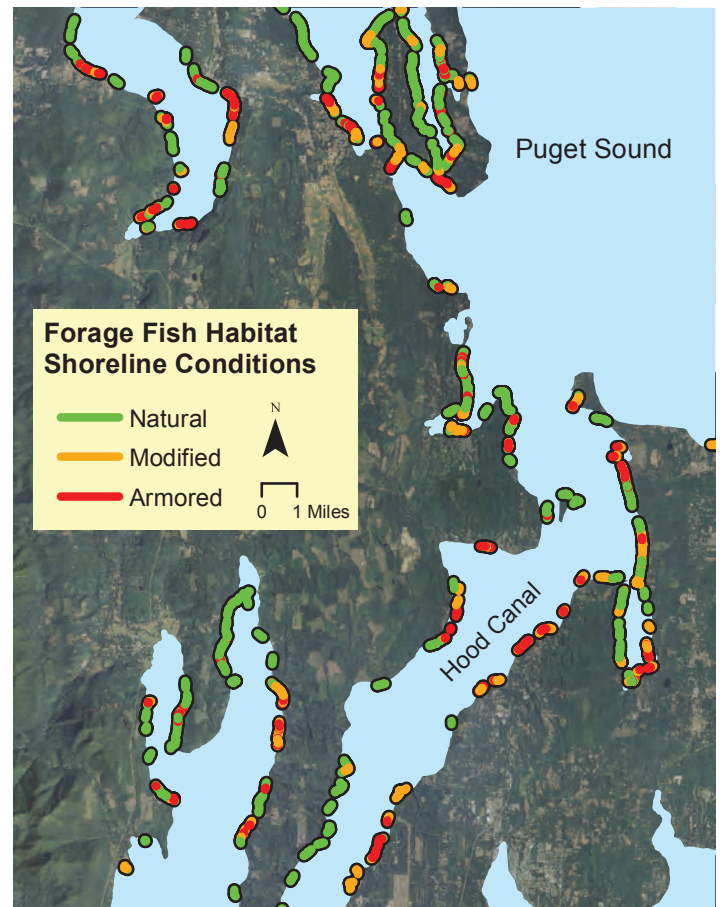 Puget Sound
Forage Fish Habitat
Shoreline Conditions
Natural
Modified
Armored
N
0 1 Miles
Hood Canal